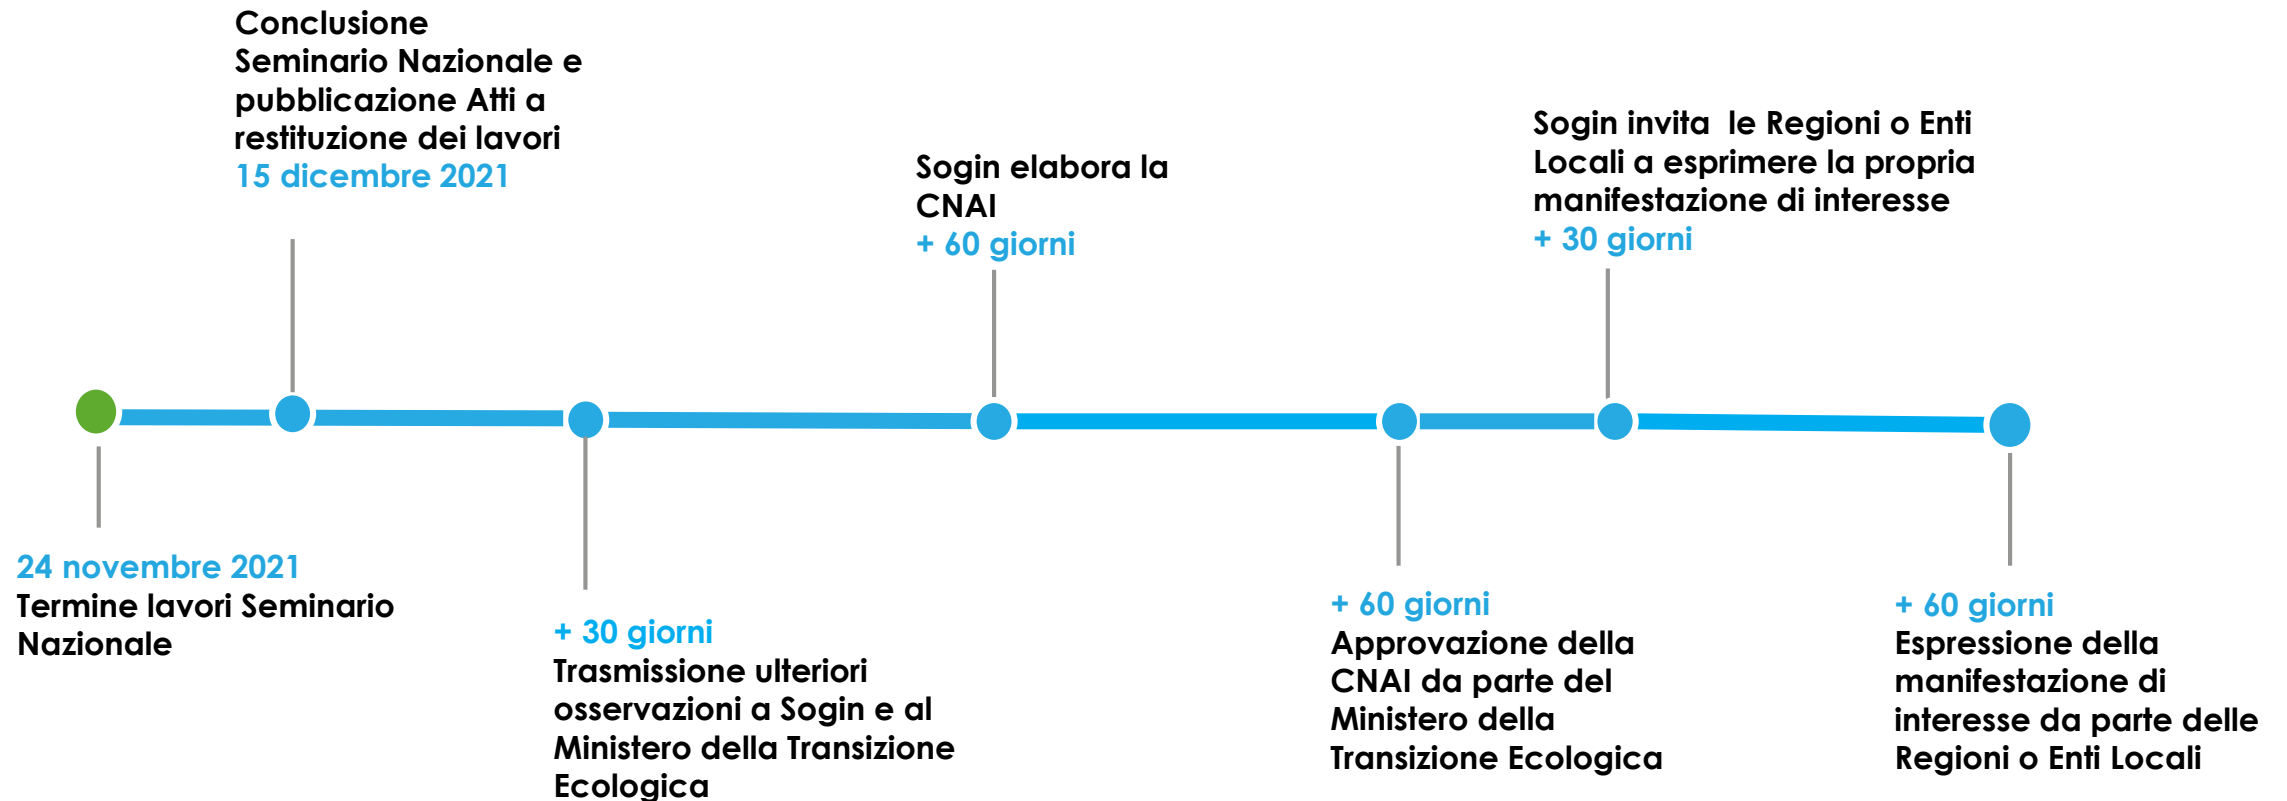 Conclusione
Seminario Nazionale e
pubblicazione Atti a
restituzione dei lavori
15 dicembre 2021
Sogin elabora la
CNAI
+ 60 giorni
Sogin invita  le Regioni o Enti
Locali a esprimere la propria
manifestazione di interesse
+ 30 giorni
24 novembre 2021
Termine lavori Seminario
Nazionale
+ 30 giorni
Trasmissione ulteriori
osservazioni a Sogin e al
Ministero della Transizione
Ecologica
+ 60 giorni
Approvazione della
CNAI da parte del
Ministero della
Transizione Ecologica
+ 60 giorni
Espressione della
manifestazione di
interesse da parte delle
Regioni o Enti Locali